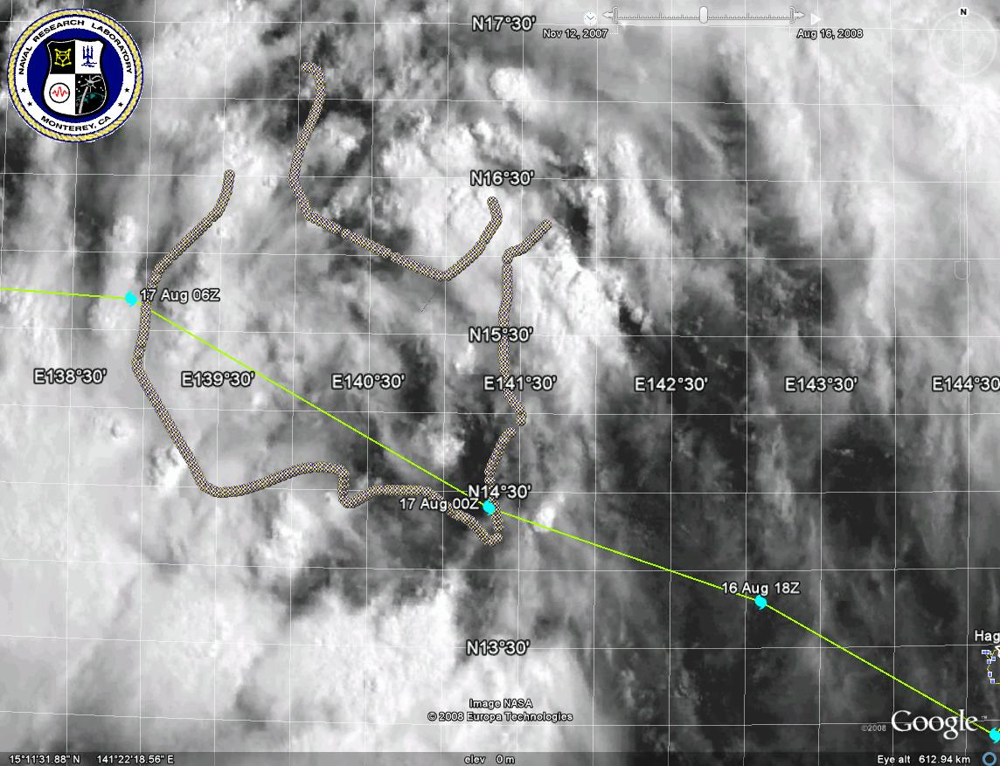 NAVAL RESEARCH LABORATORY
MONTEREY, CA
N17°30'
Nov 12, 2007
Aug 16, 2008
N
N16°30'
17 Aug 06Z
N15°30'
E138°30'
E139°30'
E140°30'
E141°30'
E142°30'
E143°30'
E144°30
N14°30'
17 Aug 00Z
16 Aug 18Z
Hag
N13°30'
Image NASA
© 2008 Europa Technologies
©2008 Google™
15°11'31.88" N 141°22'18.56" E
elev 0 m
Eye alt 612.94 km